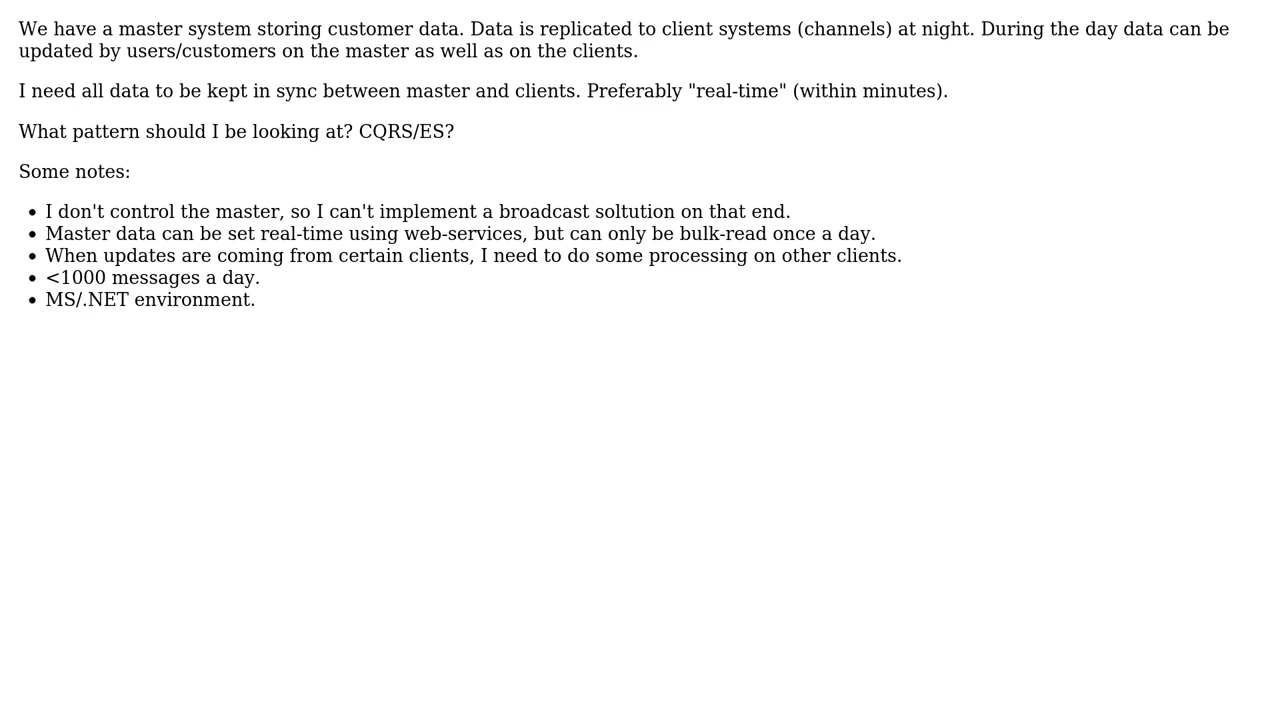 We have a master system storing customer data. Data is replicated to client systems (channels) at night. During the day data can be
updated by users/customers on the master as well as on the clients.
I need all data to be kept in sync between master and clients. Preferably "real-time" (within minutes).
What pattern should I be looking at? CQRS/ES?
Some notes:
• I don't control the master, so I can't implement a broadcast soltution on that end.
• Master data can be set real-time using web-services, but can only be bulk-read once a day.
• When updates are coming from certain clients, I need to do some processing on other clients.
• <1000 messages a day.
• MS/.NET environment.